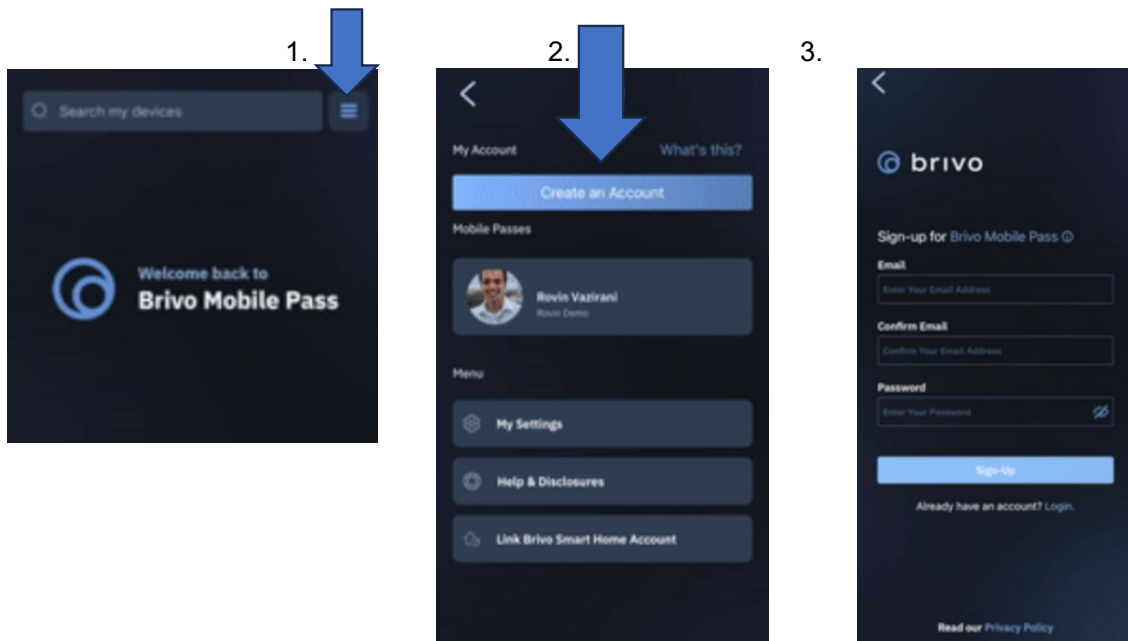 1.
Search my devices
Welcome back to
Brivo Mobile Pass
2.
My Account
What's this?
Create an Account
Mobile Passes
Rovin Vazirani
Rovin Demo
Menu
My Settings
Help & Disclosures
Link Brivo Smart Home Account
3.
brivo
Sign-up for Brivo Mobile Pass
Email
Enter Your Email Address
Confirm Email
Confirm Your Email Address
Password
Enter Your Password
Sign-Up
Already have an account? Login.
Read our Privacy Policy